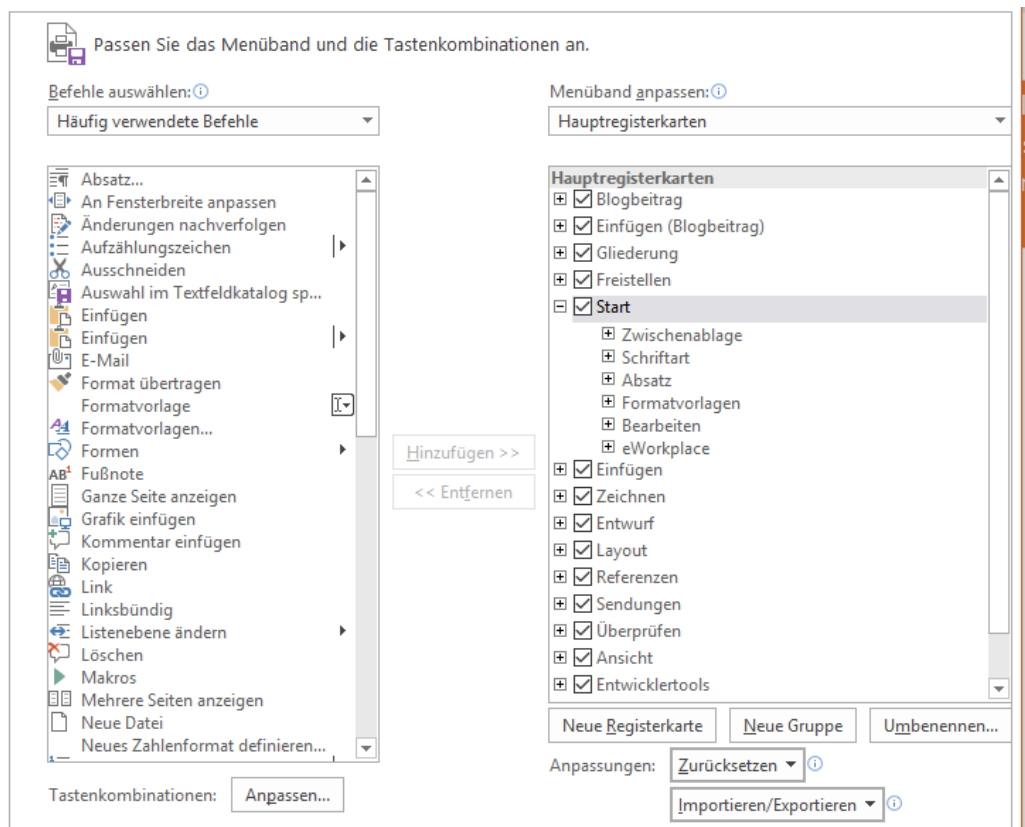 Passen Sie das Menüband und die Tastenkombinationen an.
Befehle auswählen:
Häufig verwendete Befehle
Absatz...
An Fensterbreite anpassen
Änderungen nachverfolgen
Aufzählungszeichen
Ausschneiden
Auswahl im Textfeldkatalog sp...
Einfügen
Einfügen
E-Mail
Format übertragen
Formatvorlage
Formatvorlagen...
Formen
Fußnote
Ganze Seite anzeigen
Grafik einfügen
Kommentar einfügen
Kopieren
Link
Linksbündig
Listenebene ändern
Löschen
Makros
Mehrere Seiten anzeigen
Neue Datei
Neues Zahlenformat definieren...
Tastenkombinationen: Anpassen...
Hinzufügen >>
<< Entfernen
Menüband anpassen:
Hauptregisterkarten
Hauptregisterkarten
Blogbeitrag
Einfügen (Blogbeitrag)
Gliederung
Freistellen
Start
Zwischenablage
Schriftart
Absatz
Formatvorlagen
Bearbeiten
eWorkplace
Einfügen
Zeichnen
Entwurf
Layout
Referenzen
Sendungen
Überprüfen
Ansicht
Entwicklertools
Neue Registerkarte Neue Gruppe Umbenennen...
Anpassungen: Zurücksetzen
Importieren/Exportieren